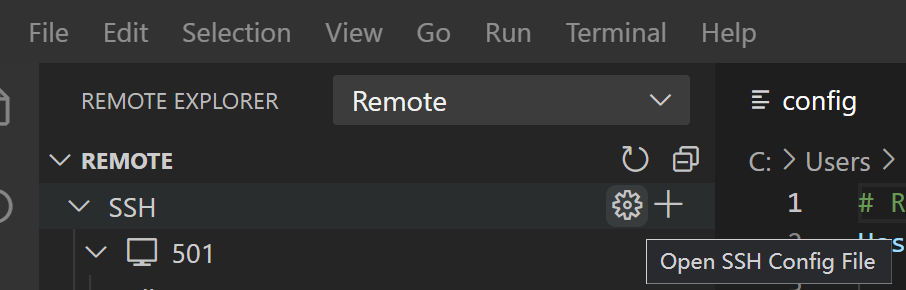 File Edit Selection View Go Run Terminal Help
REMOTE EXPLORER Remote
config
REMOTE
C: > Users >
SSH
1 # R
501
Open SSH Config File